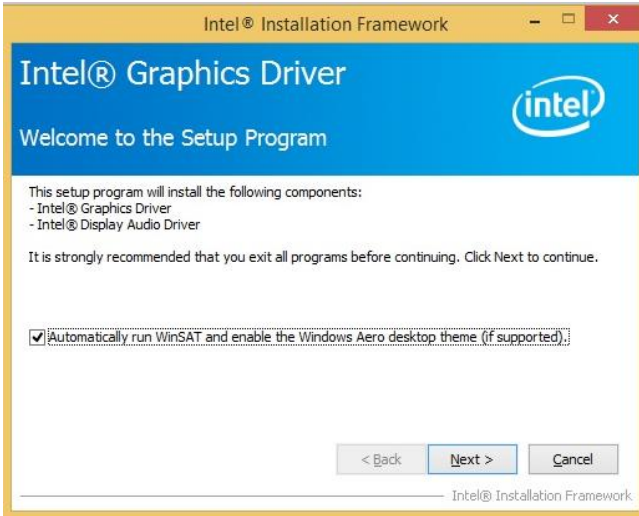 Intel® Installation Framework
Intel® Graphics Driver
intel
Welcome to the Setup Program
This setup program will install the following components:
- Intel® Graphics Driver
- Intel® Display Audio Driver
It is strongly recommended that you exit all programs before continuing. Click Next to continue.
Automatically run WinSAT and enable the Windows Aero desktop theme (if supported).
< Back Next > Cancel
Intel® Installation Framework